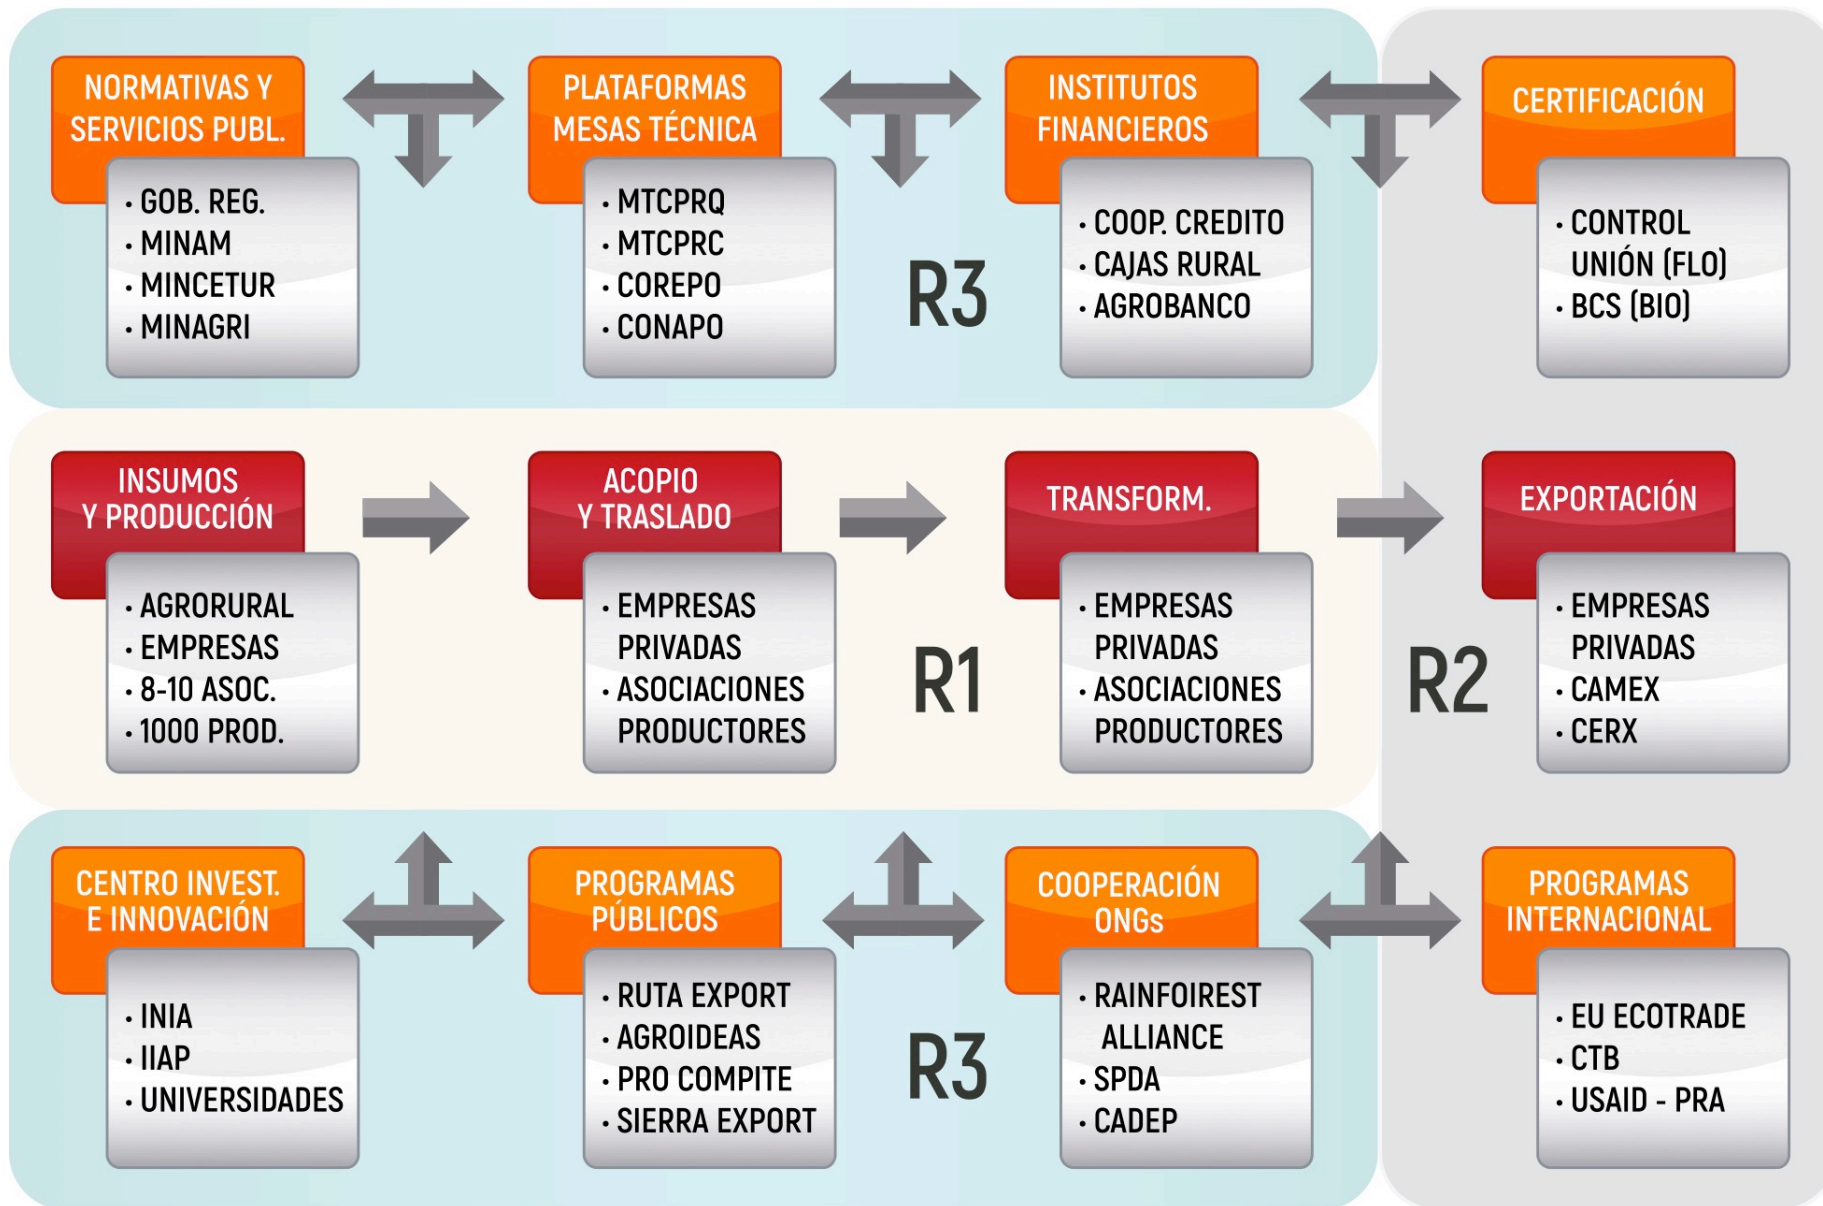 NORMATIVAS Y
SERVICIOS PUBL.
· GOB. REG.
· MINAM
· MINCETUR
· MINAGRI
PLATAFORMAS
MESAS TÉCNICA
· MTCPRQ
· MTCPRC
· COREPO
· CONAPO
R3
INSTITUTOS
FINANCIEROS
· COOP. CREDITO
· CAJAS RURAL
· AGROBANCO
CERTIFICACIÓN
· CONTROL
UNIÓN (FLO)
· BCS (BIO)
INSUMOS
Y PRODUCCIÓN
· AGRORURAL
· EMPRESAS
· 8-10 ASOC.
· 1000 PROD.
ACOPIO
Y TRASLADO
· EMPRESAS
PRIVADAS
· ASOCIACIONES
PRODUCTORES
R1
TRANSFORM.
· EMPRESAS
PRIVADAS
· ASOCIACIONES
PRODUCTORES
R2
EXPORTACIÓN
· EMPRESAS
PRIVADAS
· CAMEX
· CERX
CENTRO INVEST.
E INNOVACIÓN
· INIA
· IIAP
· UNIVERSIDADES
PROGRAMAS
PÚBLICOS
· RUTA EXPORT
· AGROIDEAS
· PRO COMPITE
· SIERRA EXPORT
R3
COOPERACIÓN
ONGs
· RAINFOIREST
ALLIANCE
· SPDA
· CADEP
PROGRAMAS
INTERNACIONAL
· EU ECOTRADE
· CTB
· USAID - PRA